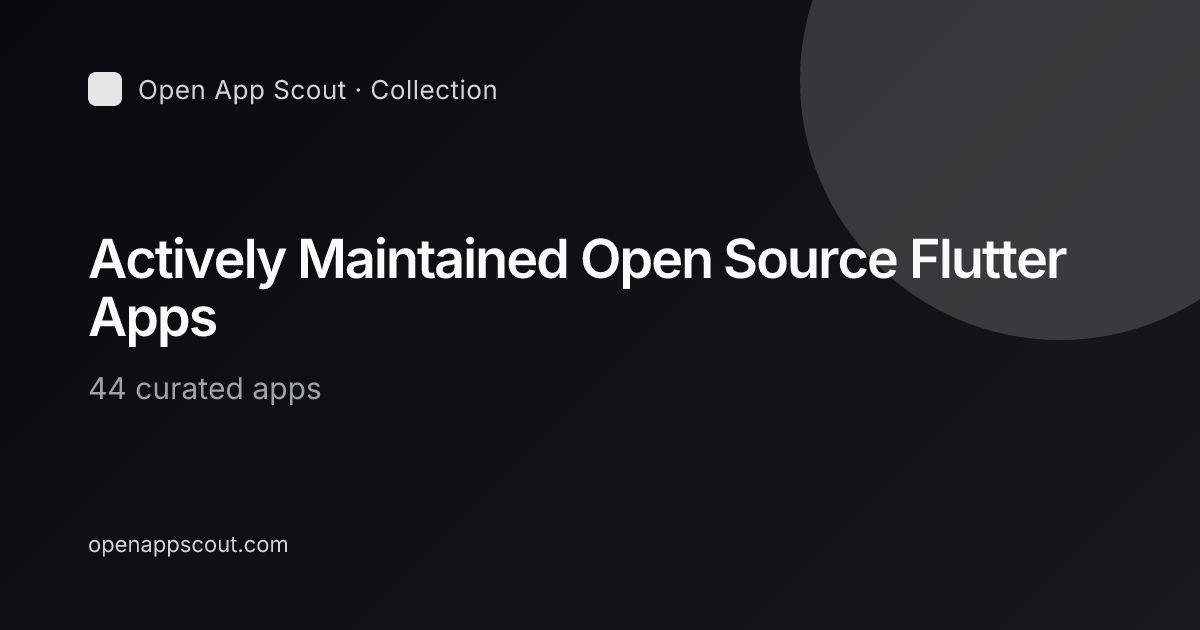 Open App Scout · Collection
Actively Maintained Open Source Flutter
Apps
44 curated apps
openappscout.com